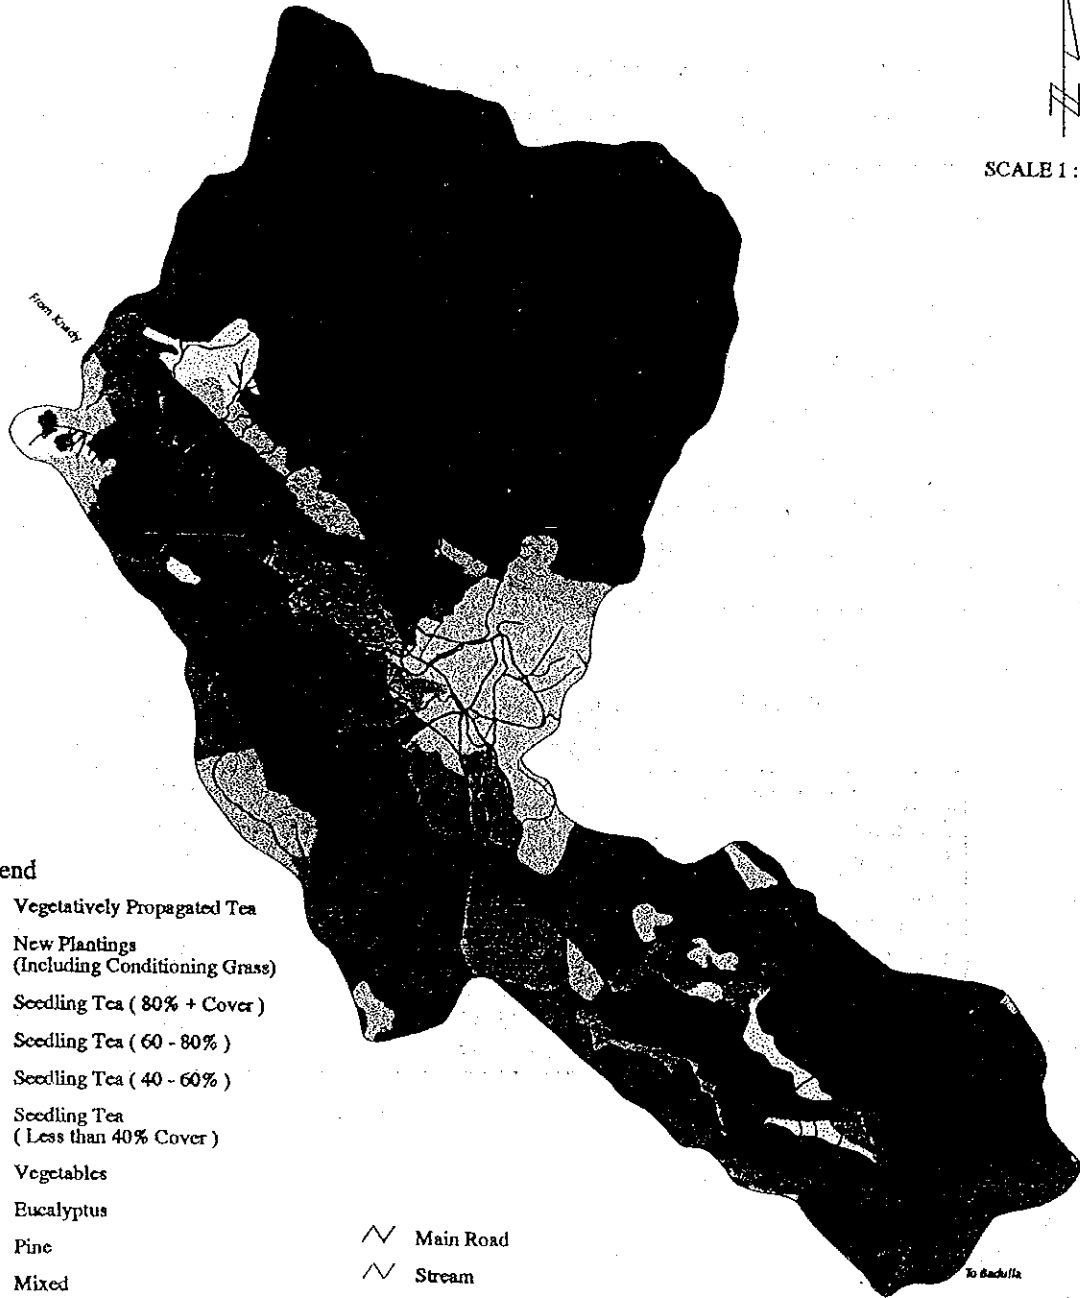 SCALE 1 :
From Knady
end
Vegetatively Propagated Tea
New Plantings
(Including Conditioning Grass)
Seedling Tea ( 80% + Cover )
Seedling Tea ( 60 - 80% )
Seedling Tea ( 40 - 60% )
Seedling Tea
( Less than 40% Cover )
Vegetables
Eucalyptus
Pine
Mixed
Main Road
Stream
To Badulla